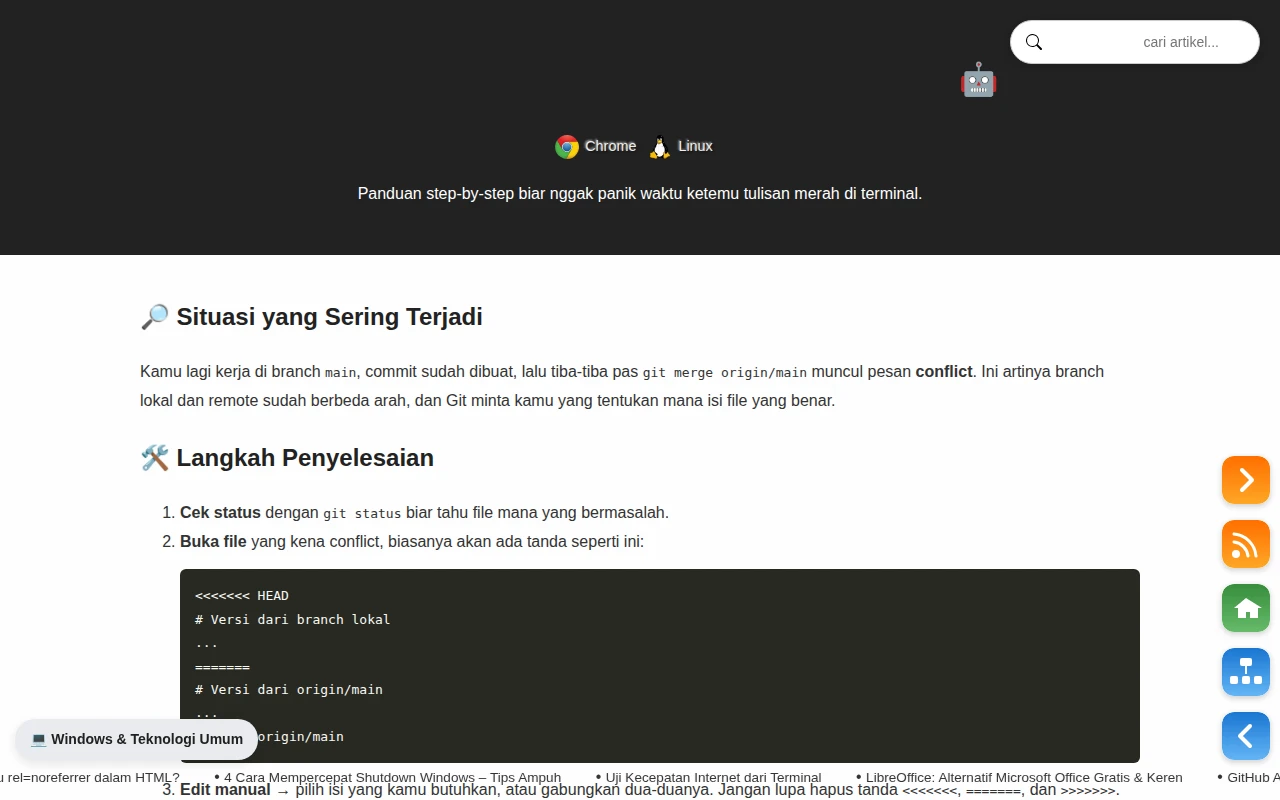 cari artikel...
Chrome Linux
Panduan step-by-step biar nggak panik waktu ketemu tulisan merah di terminal.
Situasi yang Sering Terjadi
Kamu lagi kerja di branch main, commit sudah dibuat, lalu tiba-tiba pas git merge origin/main muncul pesan conflict. Ini artinya branch
lokal dan remote sudah berbeda arah, dan Git minta kamu yang tentukan mana isi file yang benar.
Langkah Penyelesaian
1. Cek status dengan git status biar tahu file mana yang bermasalah.
2. Buka file yang kena conflict, biasanya akan ada tanda seperti ini:
<<<<<<< HEAD
# Versi dari branch lokal
...
=======
# Versi dari origin/main
...
origin/main
💻 Windows & Teknologi Umum
u rel=noreferrer dalam HTML? • 4 Cara Mempercepat Shutdown Windows – Tips Ampuh • Uji Kecepatan Internet dari Terminal • LibreOffice: Alternatif Microsoft Office Gratis & Keren • GitHub A
3. Edit manual → pilih isi yang kamu butuhkan, atau gabungkan dua-duanya. Jangan lupa hapus tanda <<<<<<<, =======, dan >>>>>>>.